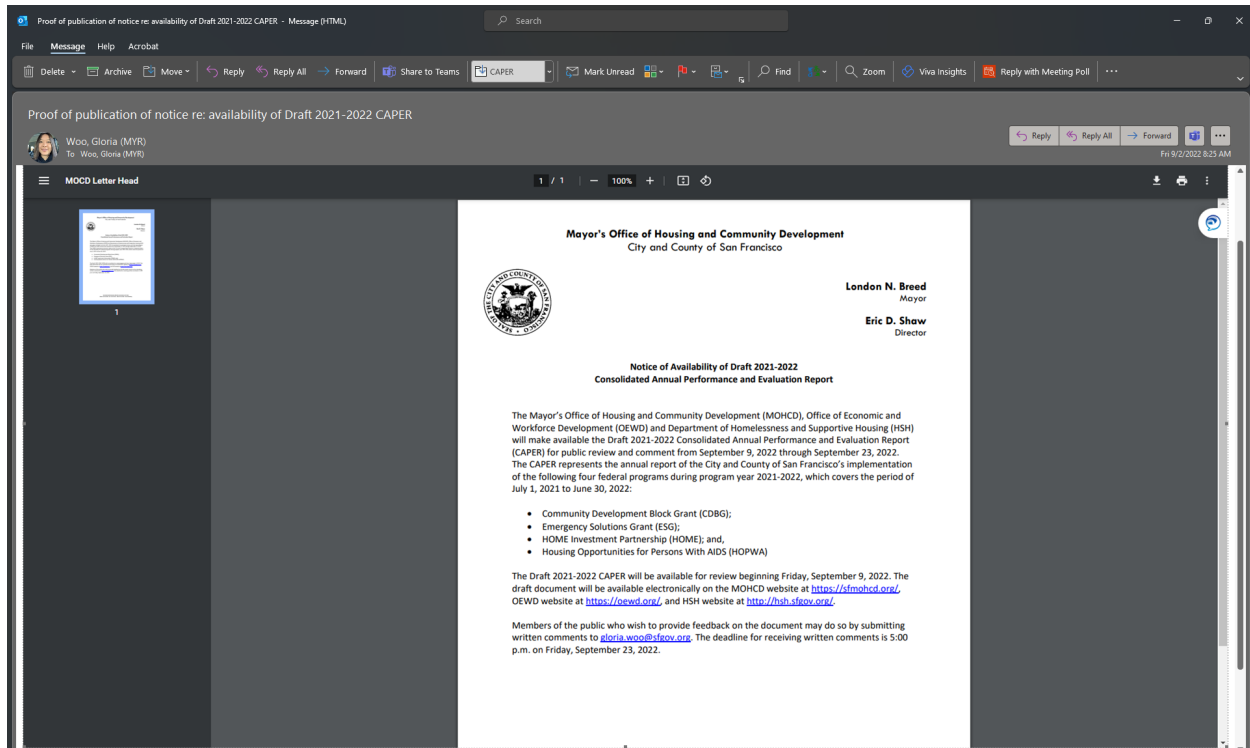 Proof of publication of notice re: availability of Draft 2021-2022 CAPER - Message (HTML)
Search
File Message Help Acrobat
Delete Archive Move Reply Reply All Forward Share to Teams CAPER Mark Unread Find Zoom Viva Insights Reply with Meeting Poll ...
Proof of publication of notice re: availability of Draft 2021-2022 CAPER
Woo, Gloria (MYR)
To Woo, Gloria (MYR)
Reply Reply All Forward ...
Fri 9/2/2022 8:25 AM
MOCD Letter Head
1 / 1 | − 100% + |
1
Mayor's Office of Housing and Community Development
City and County of San Francisco
SEAL OF THE CITY AND COUNTY OF SAN FRANCISCO
London N. Breed
Mayor
Eric D. Shaw
Director
Notice of Availability of Draft 2021-2022
Consolidated Annual Performance and Evaluation Report
The Mayor's Office of Housing and Community Development (MOHCD), Office of Economic and
Workforce Development (OEWD) and Department of Homelessness and Supportive Housing (HSH)
will make available the Draft 2021-2022 Consolidated Annual Performance and Evaluation Report
(CAPER) for public review and comment from September 9, 2022 through September 23, 2022.
The CAPER represents the annual report of the City and County of San Francisco's implementation
of the following four federal programs during program year 2021-2022, which covers the period of
July 1, 2021 to June 30, 2022:
• Community Development Block Grant (CDBG);
• Emergency Solutions Grant (ESG);
• HOME Investment Partnership (HOME); and,
• Housing Opportunities for Persons With AIDS (HOPWA)
The Draft 2021-2022 CAPER will be available for review beginning Friday, September 9, 2022. The
draft document will be available electronically on the MOHCD website at https://sfmohcd.org/,
OEWD website at https://oewd.org/, and HSH website at http://hsh.sfgov.org/.
Members of the public who wish to provide feedback on the document may do so by submitting
written comments to gloria.woo@sfgov.org. The deadline for receiving written comments is 5:00
p.m. on Friday, September 23, 2022.